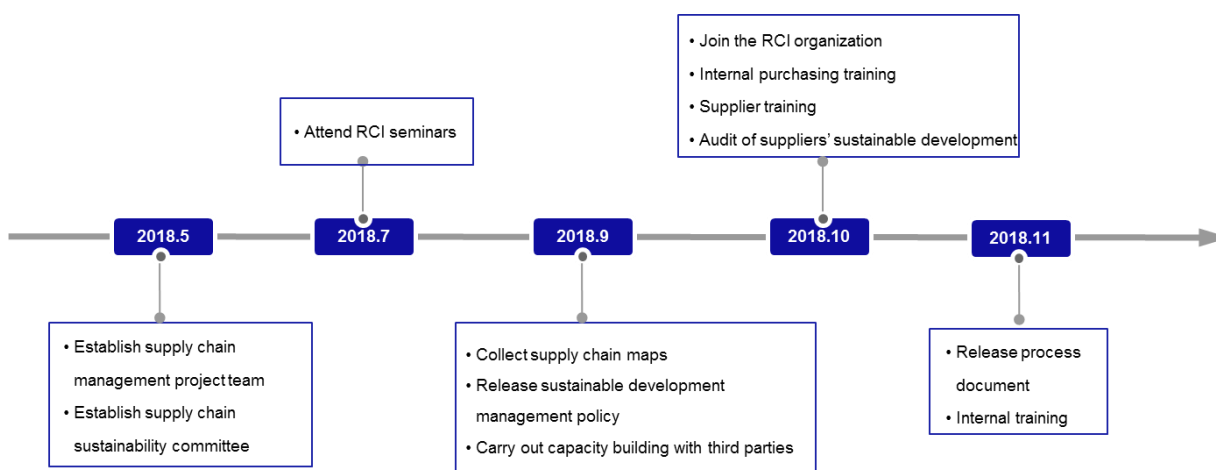 • Join the RCI organization
• Internal purchasing training
• Supplier training
• Audit of suppliers’ sustainable development
• Attend RCI seminars
2018.5
2018.7
2018.9
2018.10
2018.11
• Establish supply chain
management project team
• Establish supply chain
sustainability committee
• Collect supply chain maps
• Release sustainable development
management policy
• Carry out capacity building with third parties
• Release process
document
• Internal training